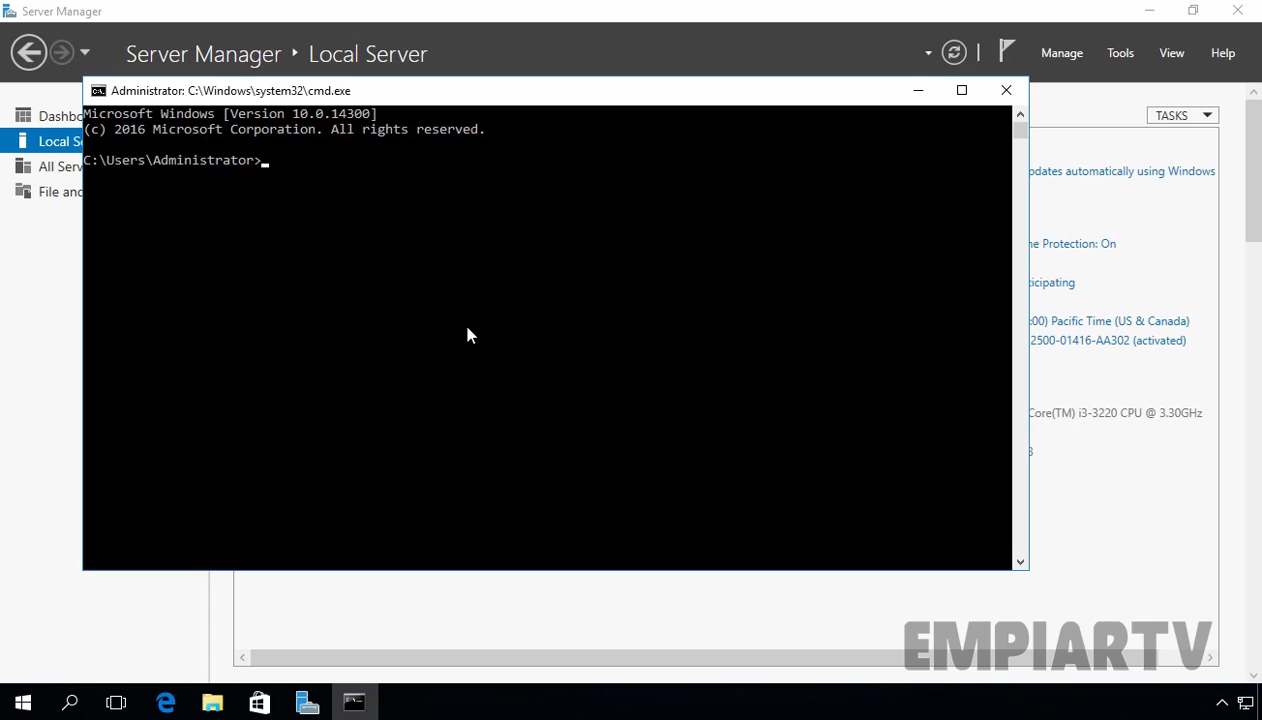 Server Manager
Server Manager Local Server
Manage Tools View Help
Administrator: C:\Windows\system32\cmd.exe
Microsoft Windows [Version 10.0.14300]
(c) 2016 Microsoft Corporation. All rights reserved.
C:\Users\Administrator>
Dashbo
Local Se
All Serv
File and
TASKS
pdates automatically using Windows
ne Protection: On
icipating
:00) Pacific Time (US & Canada)
2500-01416-AA302 (activated)
Core(TM) i3-3220 CPU @ 3.30GHz
EMPIARTV